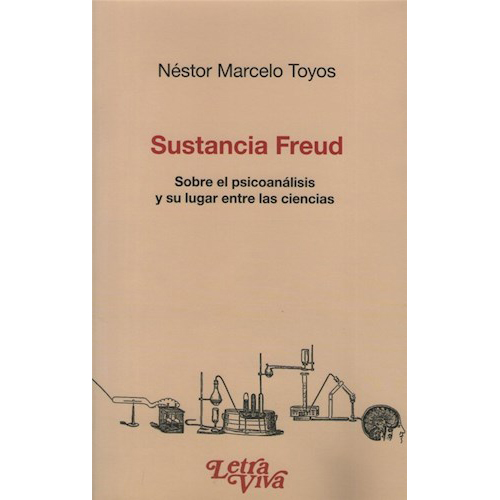 Néstor Marcelo Toyos
Sustancia Freud
Sobre el psicoanálisis
y su lugar entre las ciencias
Letra
Viva